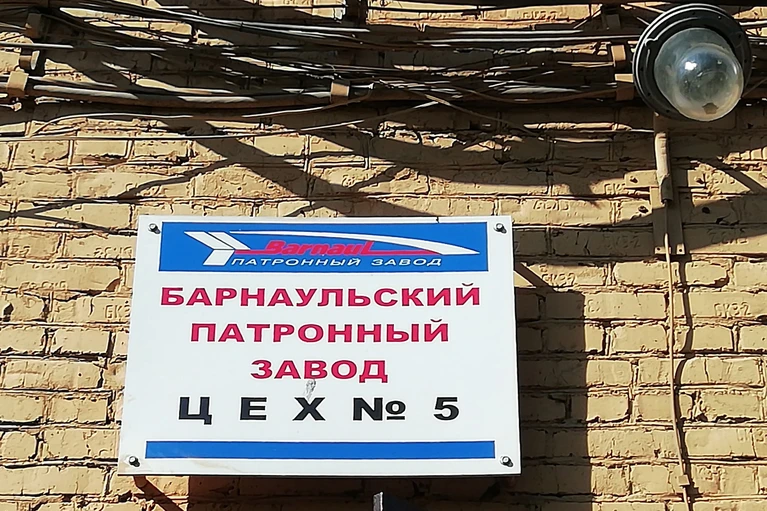 Barnaul
ПАТРОННЫЙ ЗАВОД
БАРНАУЛЬСКИЙ
ПАТРОННЫЙ
ЗАВОД
ЦЕХ № 5